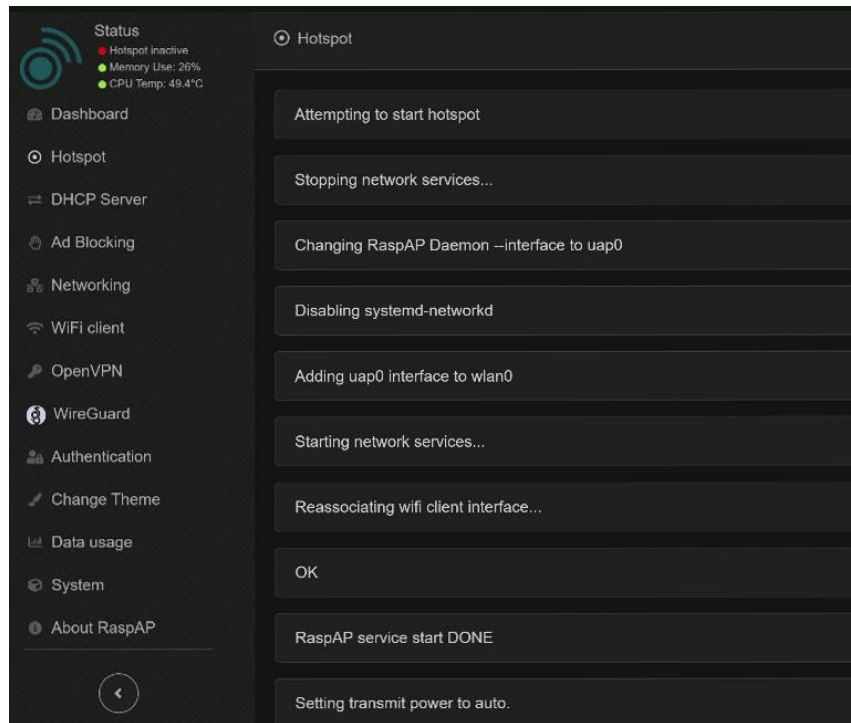 Status
Hotspot inactive
Memory Use: 26%
CPU Temp: 49.4°C
Dashboard
Hotspot
DHCP Server
Ad Blocking
Networking
WiFi client
OpenVPN
WireGuard
Authentication
Change Theme
Data usage
System
About RaspAP
Hotspot
Attempting to start hotspot
Stopping network services...
Changing RaspAP Daemon --interface to uap0
Disabling systemd-networkd
Adding uap0 interface to wlan0
Starting network services...
Reassociating wifi client interface...
OK
RaspAP service start DONE
Setting transmit power to auto.